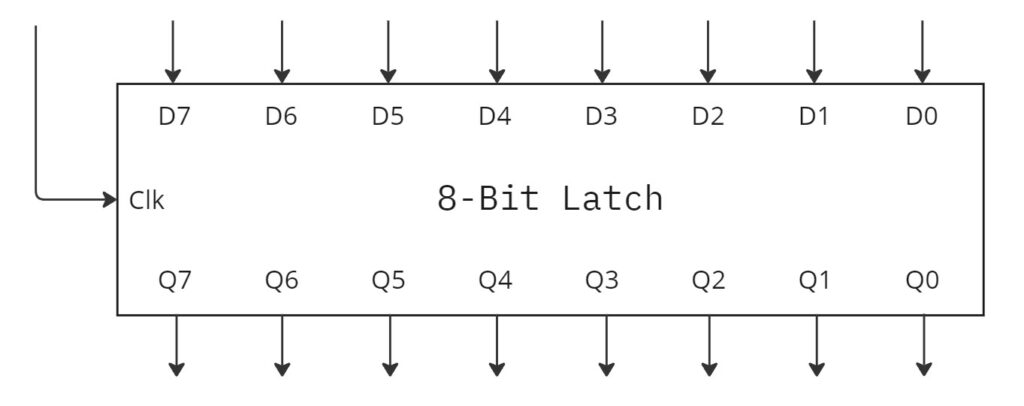 D7 D6 D5 D4 D3 D2 D1 D0
Clk 8-Bit Latch
Q7 Q6 Q5 Q4 Q3 Q2 Q1 Q0